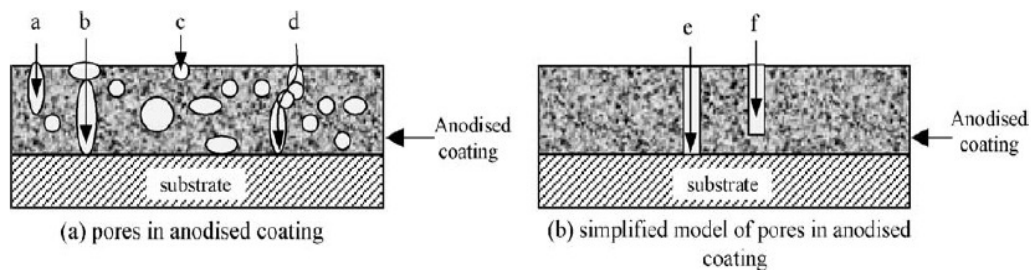 a b c d
e f
Anodised
coating
Anodised
coating
substrate
substrate
(a) pores in anodised coating
(b) simplified model of pores in anodised
coating